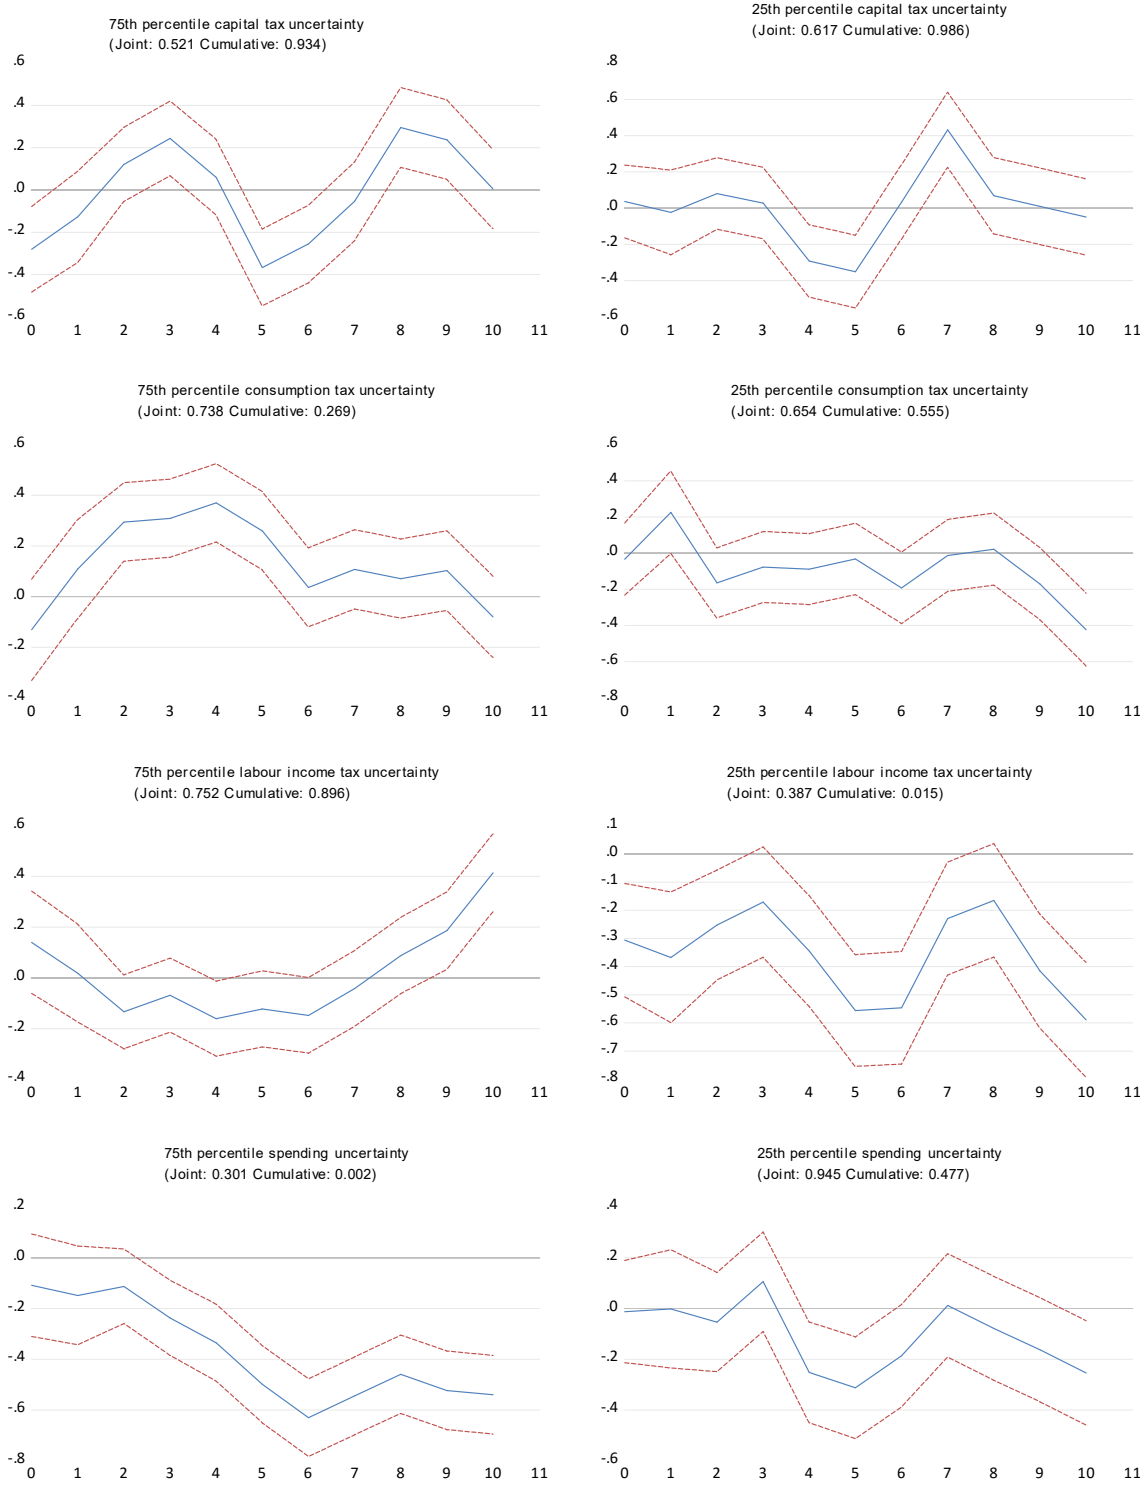 75th percentile capital tax uncertainty
(Joint: 0.521 Cumulative: 0.934)
.6
.4
.2
.0
-.2
-.4
-.6
0 1 2 3 4 5 6 7 8 9 10 11
25th percentile capital tax uncertainty
(Joint: 0.617 Cumulative: 0.986)
.8
.6
.4
.2
.0
-.2
-.4
-.6
0 1 2 3 4 5 6 7 8 9 10 11
75th percentile consumption tax uncertainty
(Joint: 0.738 Cumulative: 0.269)
.6
.4
.2
.0
-.2
-.4
0 1 2 3 4 5 6 7 8 9 10 11
25th percentile consumption tax uncertainty
(Joint: 0.654 Cumulative: 0.555)
.6
.4
.2
.0
-.2
-.4
-.6
-.8
0 1 2 3 4 5 6 7 8 9 10 11
75th percentile labour income tax uncertainty
(Joint: 0.752 Cumulative: 0.896)
.6
.4
.2
.0
-.2
-.4
0 1 2 3 4 5 6 7 8 9 10 11
25th percentile labour income tax uncertainty
(Joint: 0.387 Cumulative: 0.015)
.1
.0
-.1
-.2
-.3
-.4
-.5
-.6
-.7
-.8
0 1 2 3 4 5 6 7 8 9 10 11
75th percentile spending uncertainty
(Joint: 0.301 Cumulative: 0.002)
.2
.0
-.2
-.4
-.6
-.8
0 1 2 3 4 5 6 7 8 9 10 11
25th percentile spending uncertainty
(Joint: 0.945 Cumulative: 0.477)
.4
.2
.0
-.2
-.4
-.6
0 1 2 3 4 5 6 7 8 9 10 11